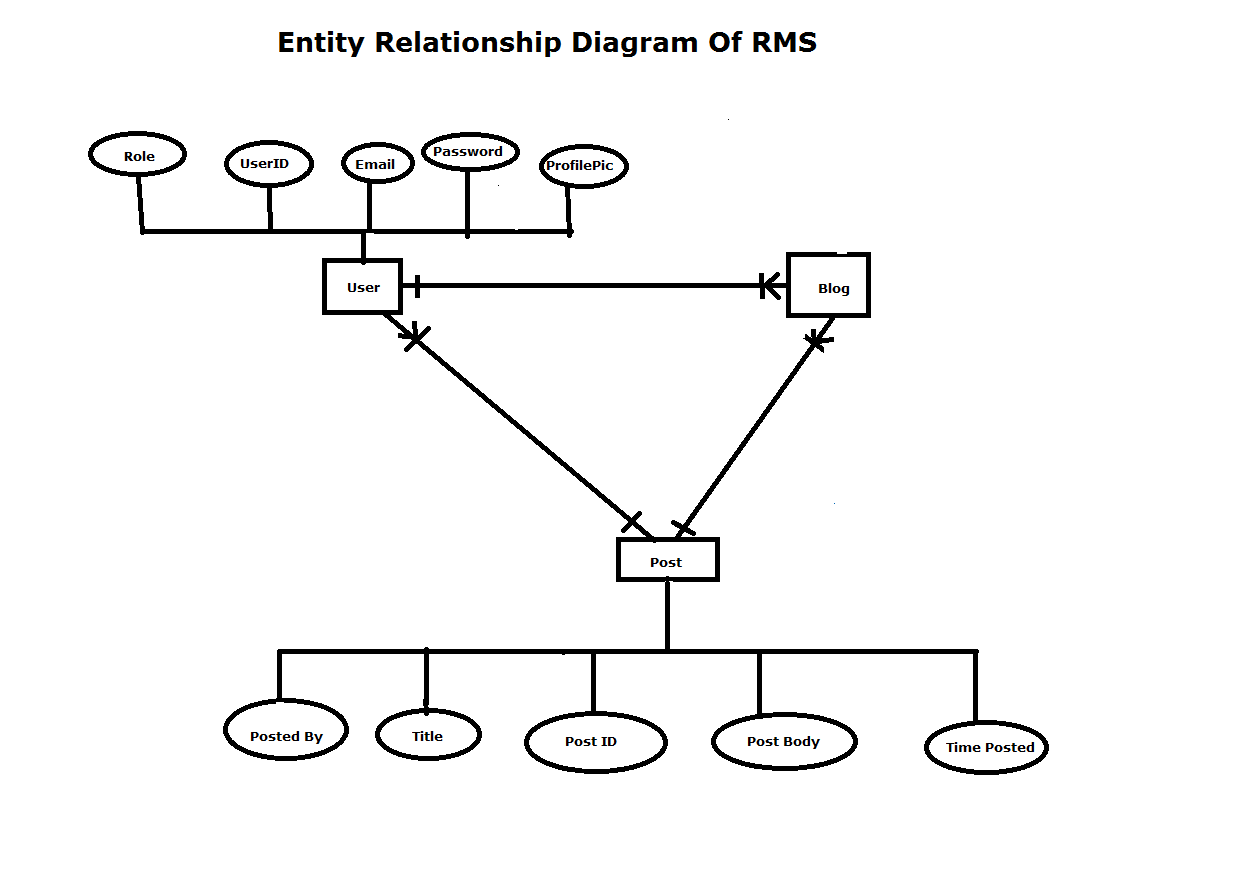 Entity Relationship Diagram Of RMS
Role
UserID
Email
Password
ProfilePic
User
Blog
Post
Posted By
Title
Post ID
Post Body
Time Posted